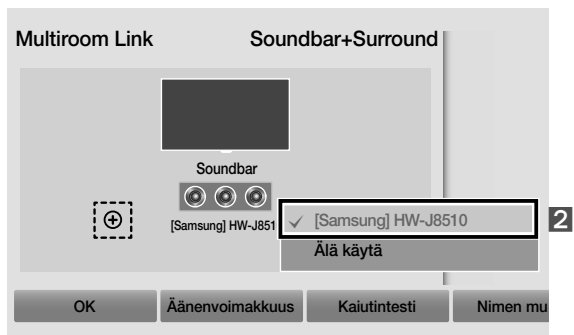 Multiroom Link
Soundbar+Surround
Soundbar
[Samsung] HW-J851
[Samsung] HW-J8510
2
Älä käytä
OK
Äänenvoimakkuus
Kaiutintesti
Nimen mu